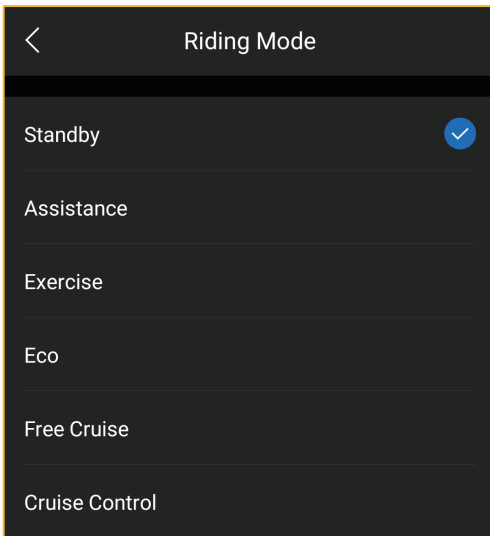 Riding Mode
Standby
Assistance
Exercise
Eco
Free Cruise
Cruise Control